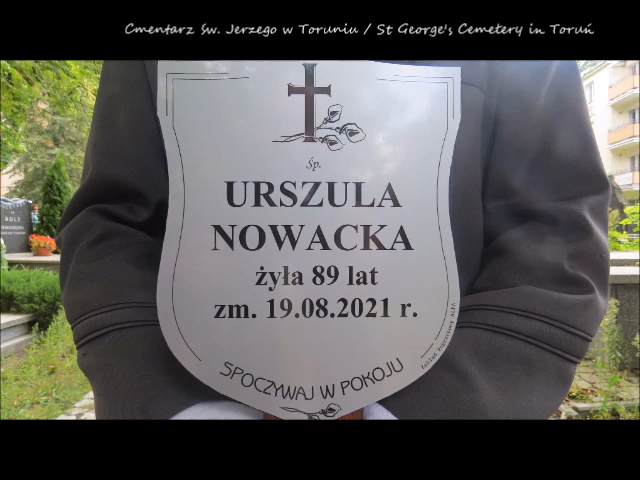 Cmentarz św. Jerzego w Toruniu / St George's Cemetery in Toruń
Śp.
URSZULA
NOWACKA
żyła 89 lat
zm. 19.08.2021 r.
SPOCZYWAJ W POKOJU